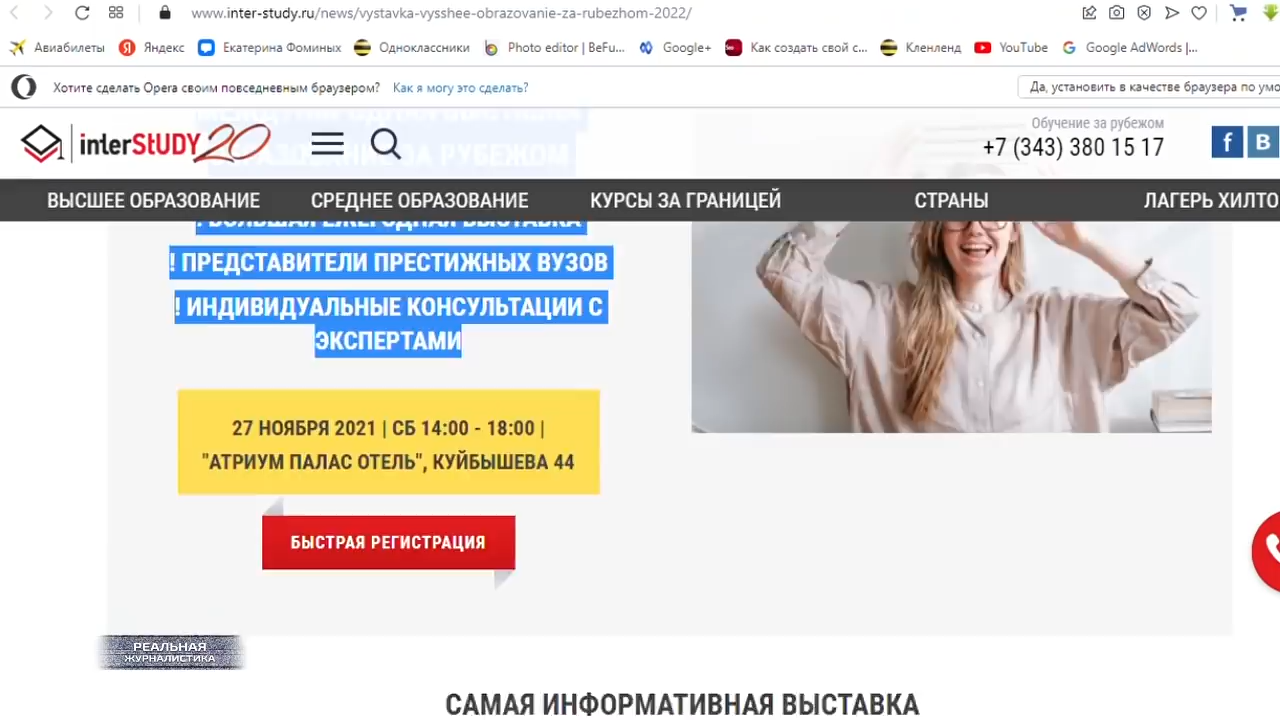 www.inter-study.ru/news/vystavka-vysshee-obrazovanie-za-rubezhom-2022/
Авиабилеты Яндекс Екатерина Фоминых Одноклассники Photo editor | BeFu... Google+ Как создать свой с... Кленленд YouTube Google AdWords |...
Хотите сделать Opera своим повседневным браузером? Как я могу это сделать? Да, установить в качестве браузера по умо
interSTUDY 20
Обучение за рубежом
+7 (343) 380 15 17
ВЫСШЕЕ ОБРАЗОВАНИЕ СРЕДНЕЕ ОБРАЗОВАНИЕ КУРСЫ ЗА ГРАНИЦЕЙ СТРАНЫ ЛАГЕРЬ ХИЛТО
! БОЛЬШАЯ ЕЖЕГОДНАЯ ВЫСТАВКА
! ПРЕДСТАВИТЕЛИ ПРЕСТИЖНЫХ ВУЗОВ
! ИНДИВИДУАЛЬНЫЕ КОНСУЛЬТАЦИИ С
ЭКСПЕРТАМИ
27 НОЯБРЯ 2021 | СБ 14:00 - 18:00 |
"АТРИУМ ПАЛАС ОТЕЛЬ", КУЙБЫШЕВА 44
БЫСТРАЯ РЕГИСТРАЦИЯ
РЕАЛЬНАЯ
ЖУРНАЛИСТИКА
САМАЯ ИНФОРМАТИВНАЯ ВЫСТАВКА